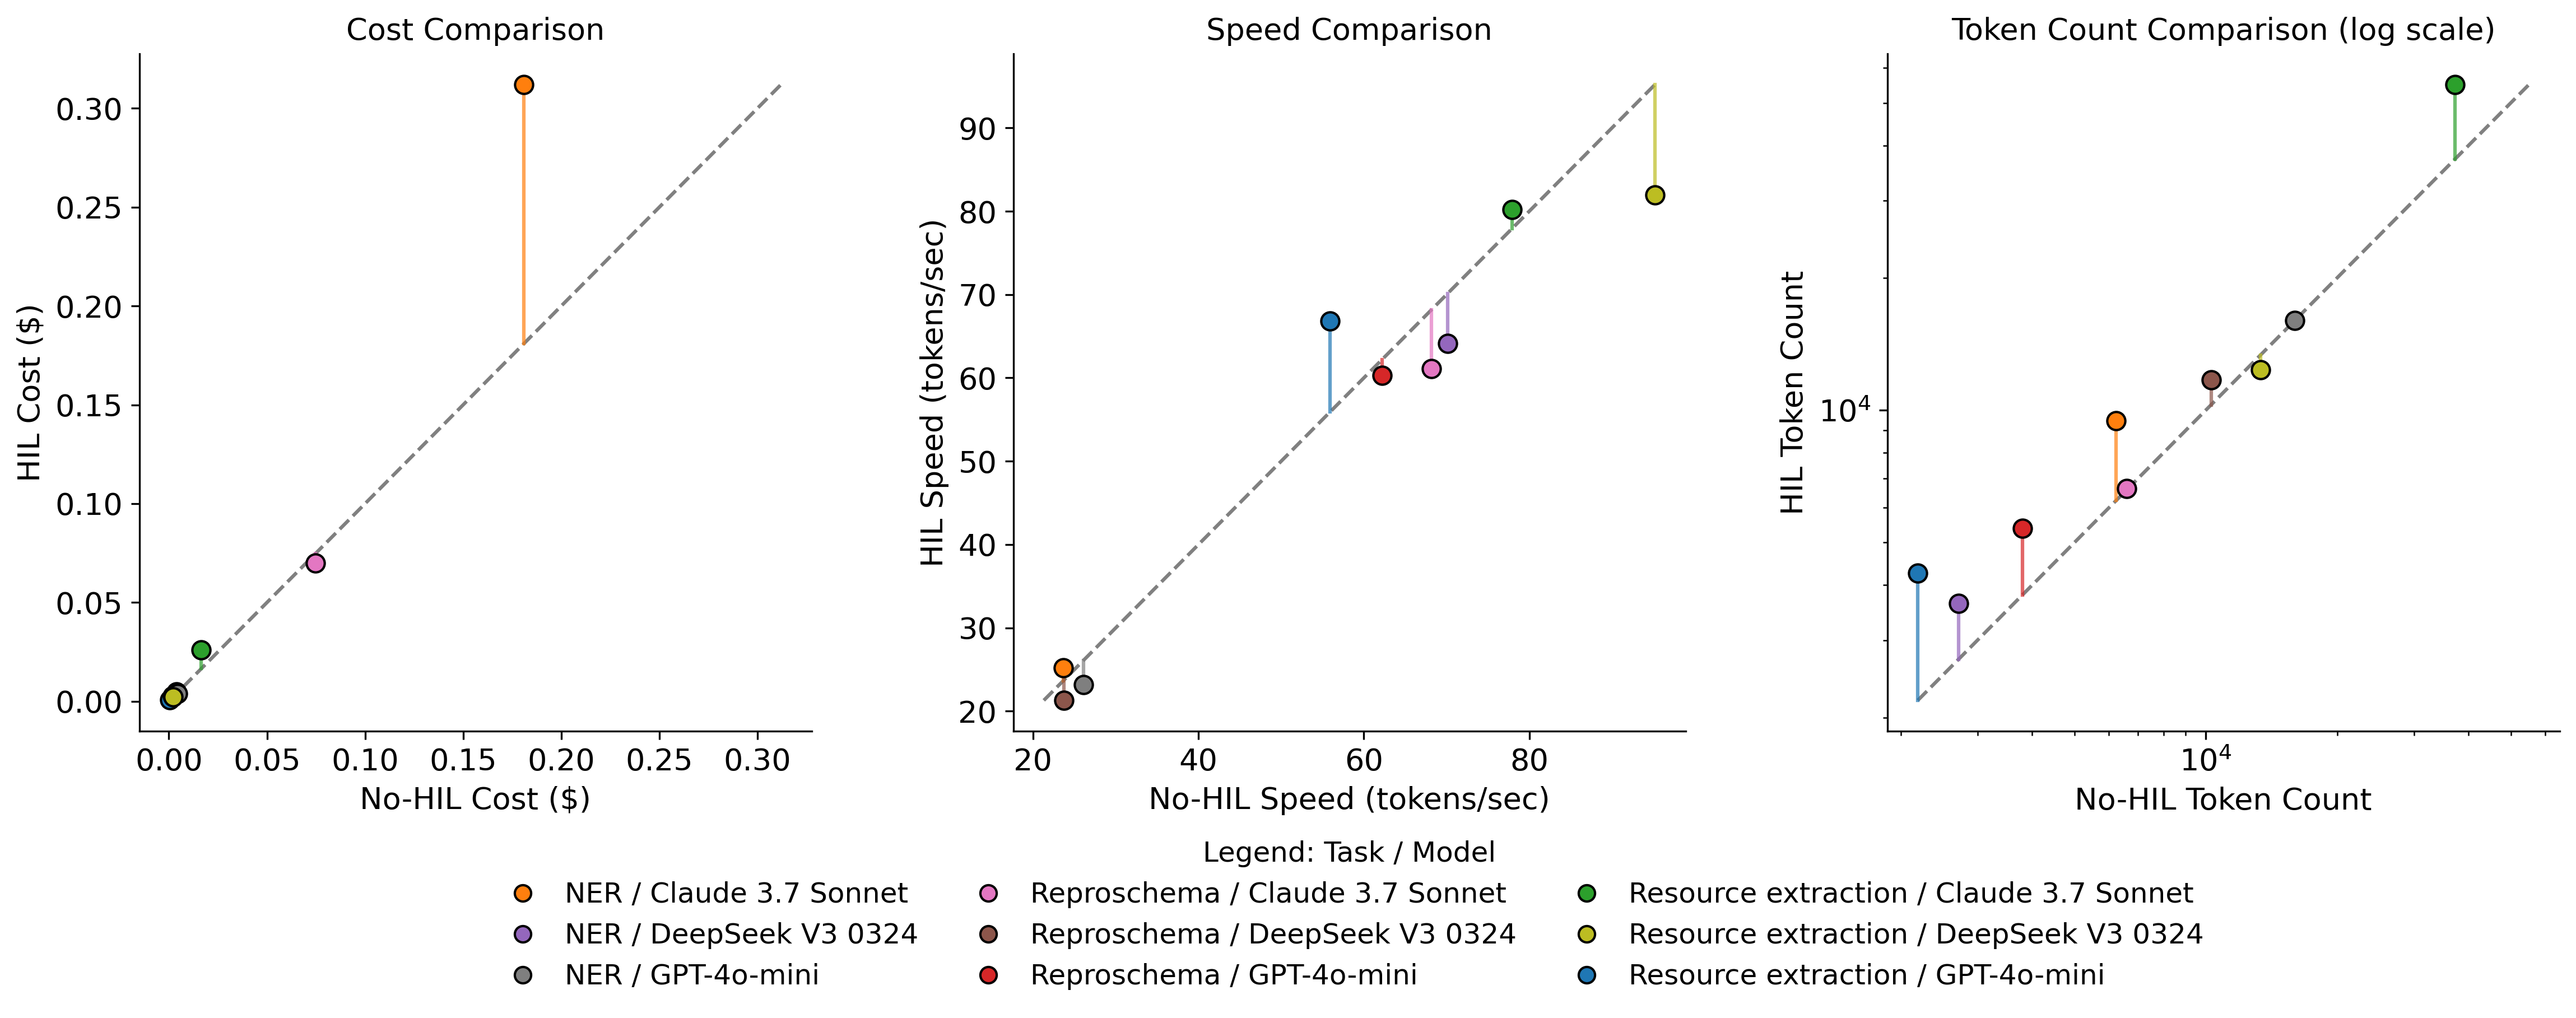 Cost Comparison
HIL Cost ($)
0.30
0.25
0.20
0.15
0.10
0.05
0.00
0.00 0.05 0.10 0.15 0.20 0.25 0.30
No-HIL Cost ($)
Speed Comparison
HIL Speed (tokens/sec)
90
80
70
60
50
40
30
20
20 40 60 80
No-HIL Speed (tokens/sec)
Token Count Comparison (log scale)
HIL Token Count
10⁴
10⁴
No-HIL Token Count
Legend: Task / Model
NER / Claude 3.7 Sonnet
NER / DeepSeek V3 0324
NER / GPT-4o-mini
Reproschema / Claude 3.7 Sonnet
Reproschema / DeepSeek V3 0324
Reproschema / GPT-4o-mini
Resource extraction / Claude 3.7 Sonnet
Resource extraction / DeepSeek V3 0324
Resource extraction / GPT-4o-mini